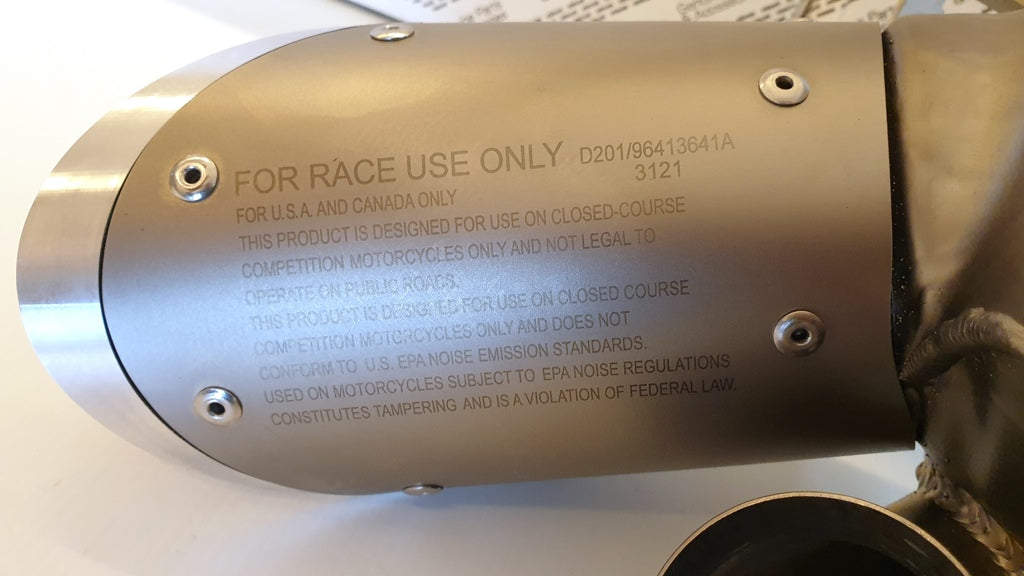 FOR RACE USE ONLY D201/96413641A
3121
FOR U.S.A. AND CANADA ONLY
THIS PRODUCT IS DESIGNED FOR USE ON CLOSED-COURSE
COMPETITION MOTORCYCLES ONLY AND NOT LEGAL TO
OPERATE ON PUBLIC ROADS.
THIS PRODUCT IS DESIGNED FOR USE ON CLOSED COURSE
COMPETITION MOTORCYCLES ONLY AND DOES NOT
CONFORM TO U.S. EPA NOISE EMISSION STANDARDS.
USED ON MOTORCYCLES SUBJECT TO EPA NOISE REGULATIONS
CONSTITUTES TAMPERING AND IS A VIOLATION OF FEDERAL LAW.